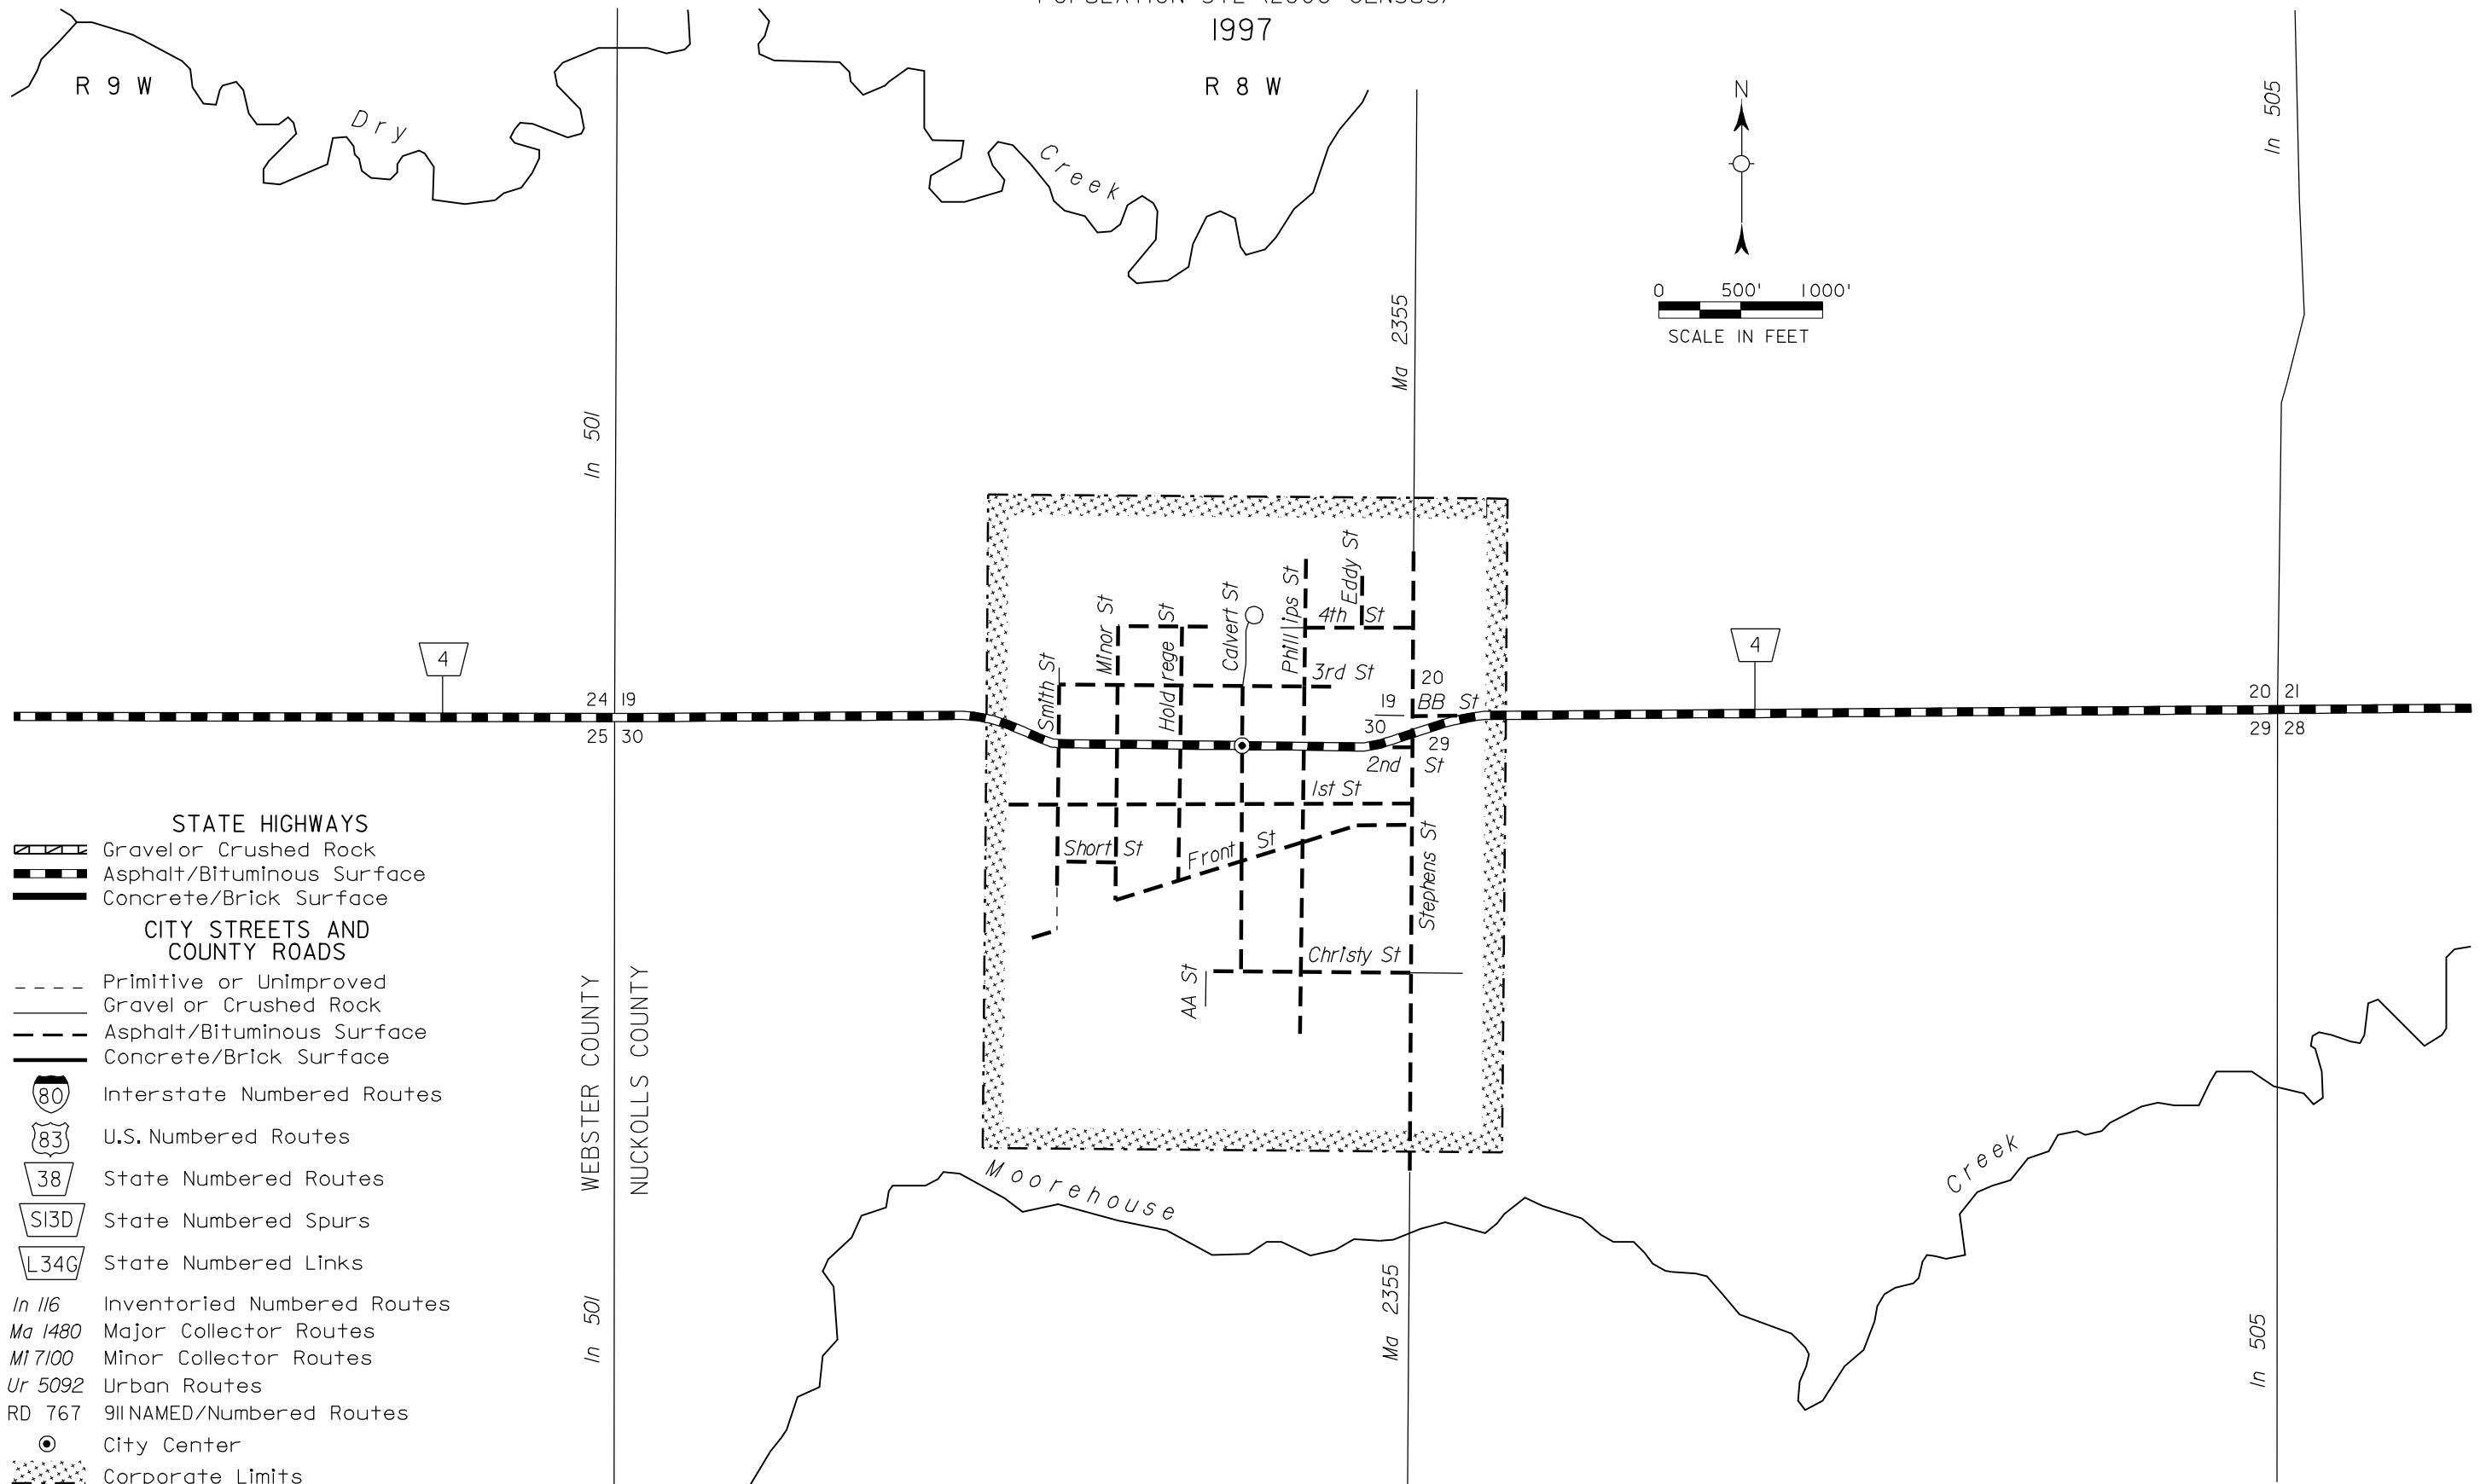 1997
R 9 W
R 8 W
Dry
Creek
N
In 505
Ma 2355
0 500' 1000'
SCALE IN FEET
In 501
Eddy St
Phillips St
Calvert St
Minor St
Holdrege St
Smith St
4th St
3rd St
4
4
24 19
25 30
20
19
BB St
30
29
2nd St
20 21
29 28
1st St
Short St
Front St
Stephens St
Christy St
AA St
STATE HIGHWAYS
Gravel or Crushed Rock
Asphalt/Bituminous Surface
Concrete/Brick Surface
CITY STREETS AND
COUNTY ROADS
Primitive or Unimproved
Gravel or Crushed Rock
Asphalt/Bituminous Surface
Concrete/Brick Surface
80 Interstate Numbered Routes
83 U.S. Numbered Routes
38 State Numbered Routes
S13D State Numbered Spurs
L34G State Numbered Links
In 116 Inventoried Numbered Routes
Ma 1480 Major Collector Routes
Mi 7100 Minor Collector Routes
Ur 5092 Urban Routes
RD 767 911 NAMED/Numbered Routes
City Center
Corporate Limits
WEBSTER COUNTY
NUCKOLLS COUNTY
Moorehouse
Creek
In 501
Ma 2355
In 505